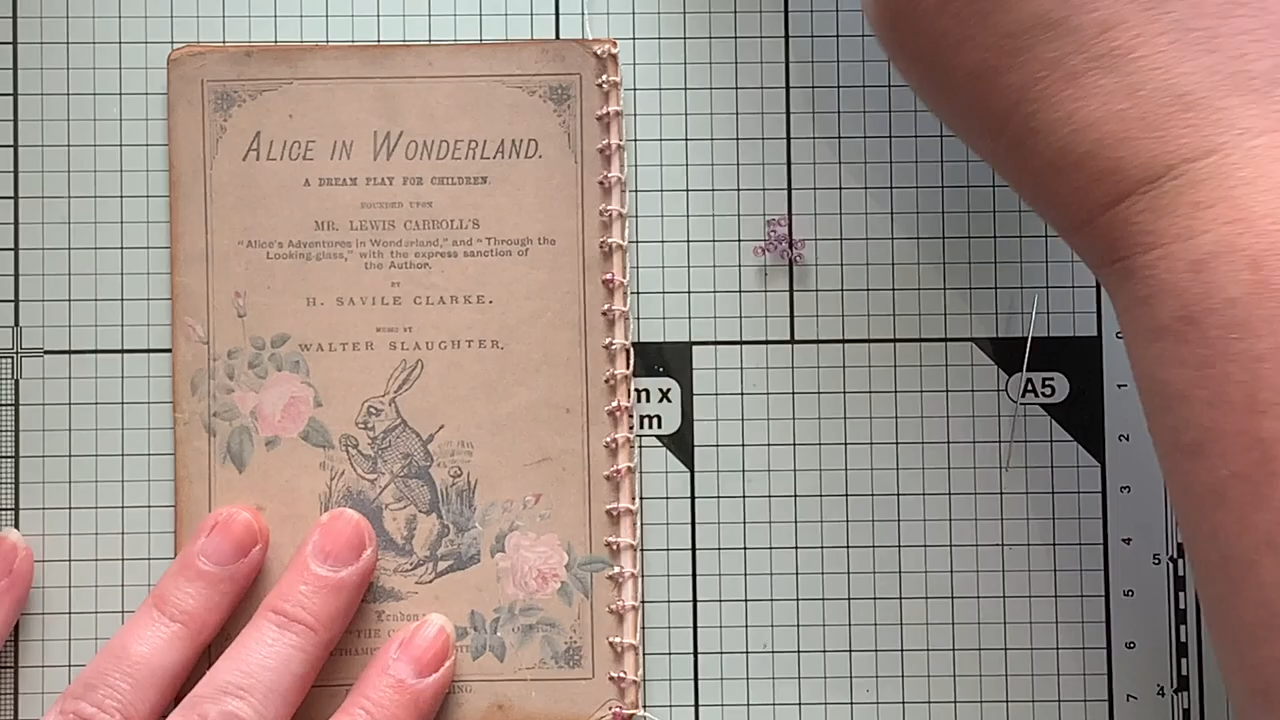 ALICE IN WONDERLAND.
A DREAM PLAY FOR CHILDREN.
FOUNDED UPON
MR. LEWIS CARROLL'S
"Alice's Adventures in Wonderland," and "Through the
Looking-glass," with the express sanction of
the Author.
BY
H. SAVILE CLARKE.
MUSIC BY
WALTER SLAUGHTER.
London
"THE
m x
m
A5
0
1
2
3
4
5
6
7
5
4